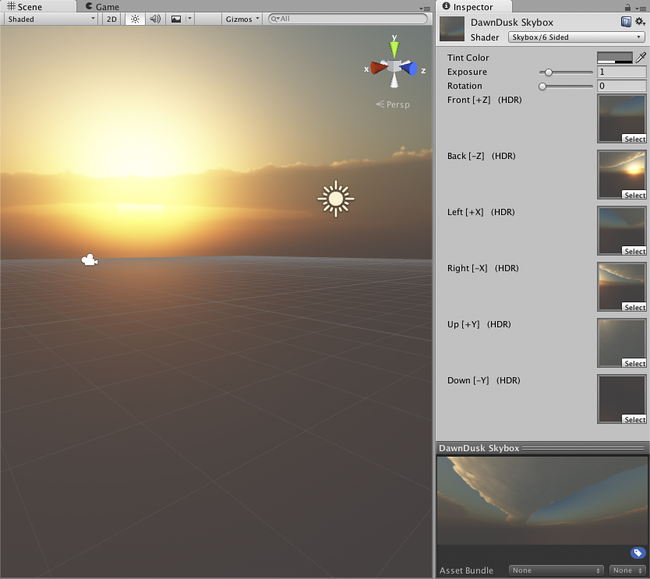 Scene
Game
Shaded
2D
Gizmos
All
y
x
z
Persp
Inspector
DawnDusk Skybox
Shader
Skybox/6 Sided
Tint Color
Exposure
1
Rotation
0
Front [+Z] (HDR)
Select
Back [-Z] (HDR)
Select
Left [+X] (HDR)
Select
Right [-X] (HDR)
Select
Up [+Y] (HDR)
Select
Down [-Y] (HDR)
Select
DawnDusk Skybox
Asset Bundle
None
None